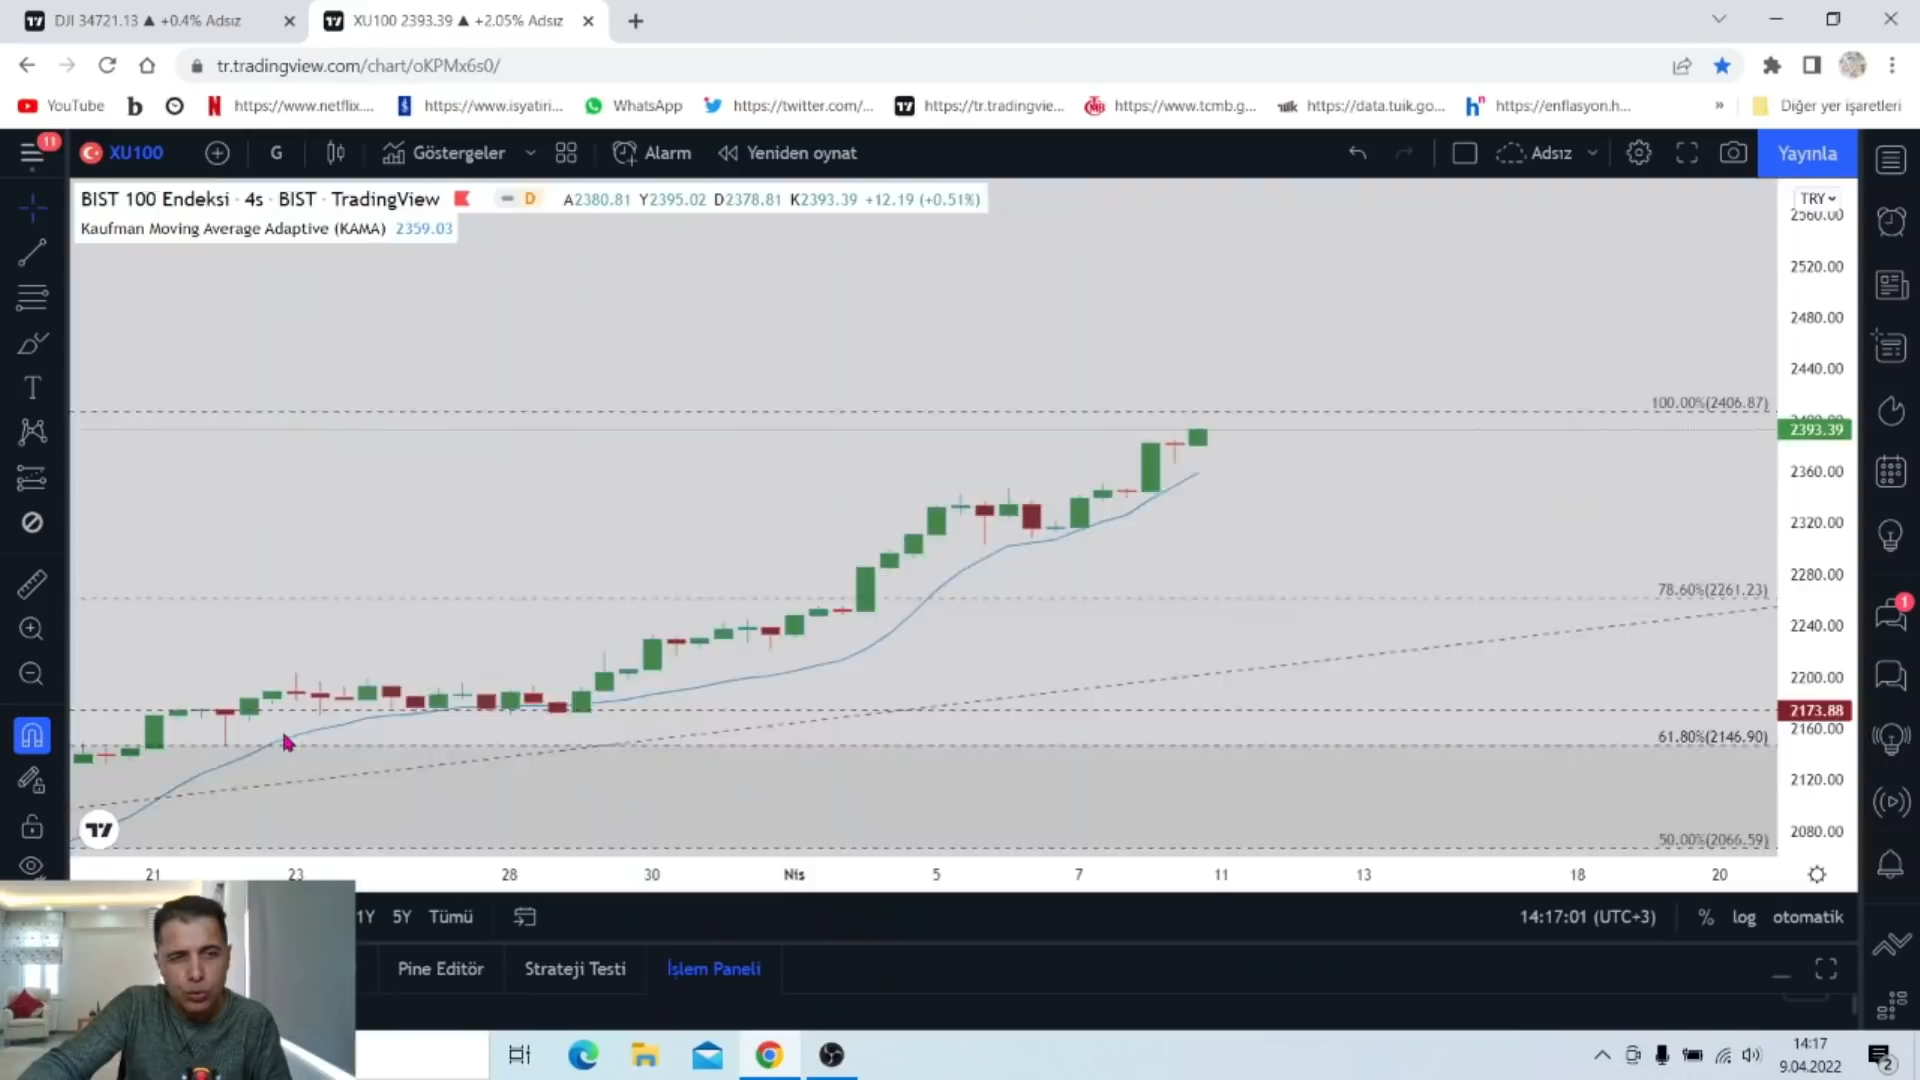 DJI 34721.13 ▲ +0.4% Adsız
XU100 2393.39 ▲ +2.05% Adsız
tr.tradingview.com/chart/oKPMx6s0/
YouTube
https://www.netflix....
https://www.isyatiri...
WhatsApp
https://twitter.com/...
https://tr.tradingvie...
https://www.tcmb.g...
https://data.tuik.go...
https://enflasyon.h...
»
Diğer yer işaretleri
11
XU100
G
Göstergeler
Alarm
Yeniden oynat
Adsız
Yayınla
BIST 100 Endeksi · 4s · BIST · TradingView
D
A2380.81 Y2395.02 D2378.81 K2393.39 +12.19 (+0.51%)
Kaufman Moving Average Adaptive (KAMA) 2359.03
TRY
2560.00
2520.00
2480.00
2440.00
100.00%(2406.87)
2393.39
2360.00
2320.00
2280.00
78.60%(2261.23)
2240.00
2200.00
2173.88
2160.00
61.80%(2146.90)
2120.00
2080.00
50.00%(2066.59)
1
21
23
28
30
Nis
5
7
11
13
18
20
1Y
5Y
Tümü
14:17:01 (UTC+3)
%
log
otomatik
Pine Editör
Strateji Testi
İşlem Paneli
14:17
9.04.2022
2